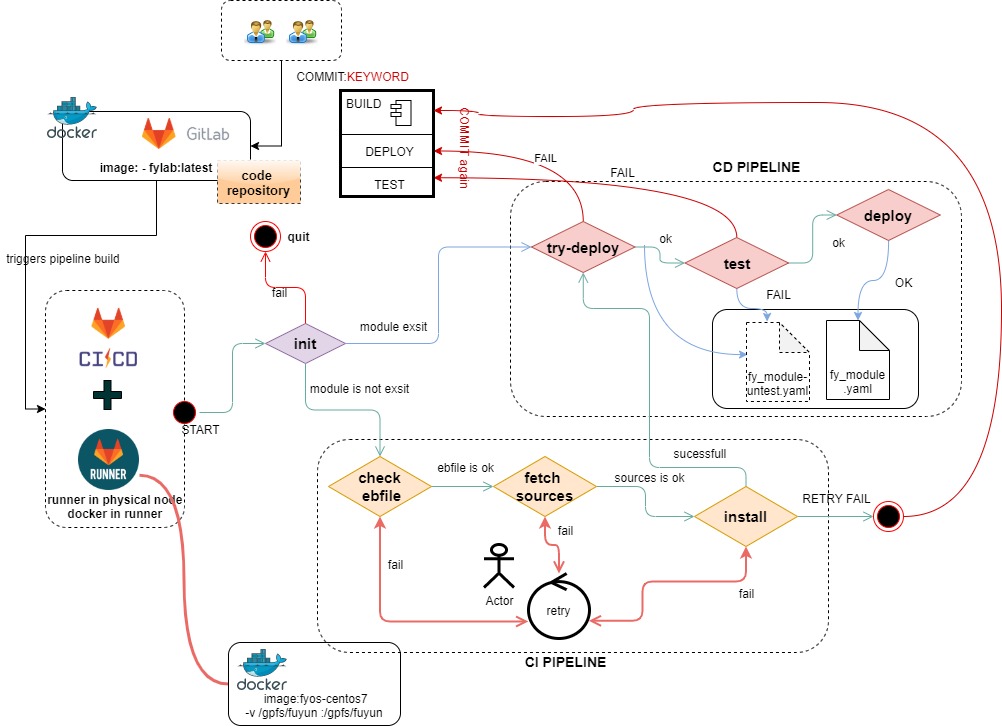 COMMIT:KEYWORD
docker
GitLab
image: - fylab:latest
code
repository
BUILD
DEPLOY
TEST
COMMIT again
FAIL
FAIL
CD PIPELINE
triggers pipeline build
quit
fail
try-deploy
ok
test
ok
deploy
OK
FAIL
fy_module-
untest.yaml
fy_module
.yaml
CI CD
init
module exsit
module is not exsit
START
RUNNER
runner in physical node
docker in runner
check
ebfile
ebfile is ok
fetch
sources
sources is ok
sucessfull
install
RETRY FAIL
fail
fail
fail
Actor
retry
CI PIPELINE
docker
image:fyos-centos7
-v /gpfs/fuyun :/gpfs/fuyun